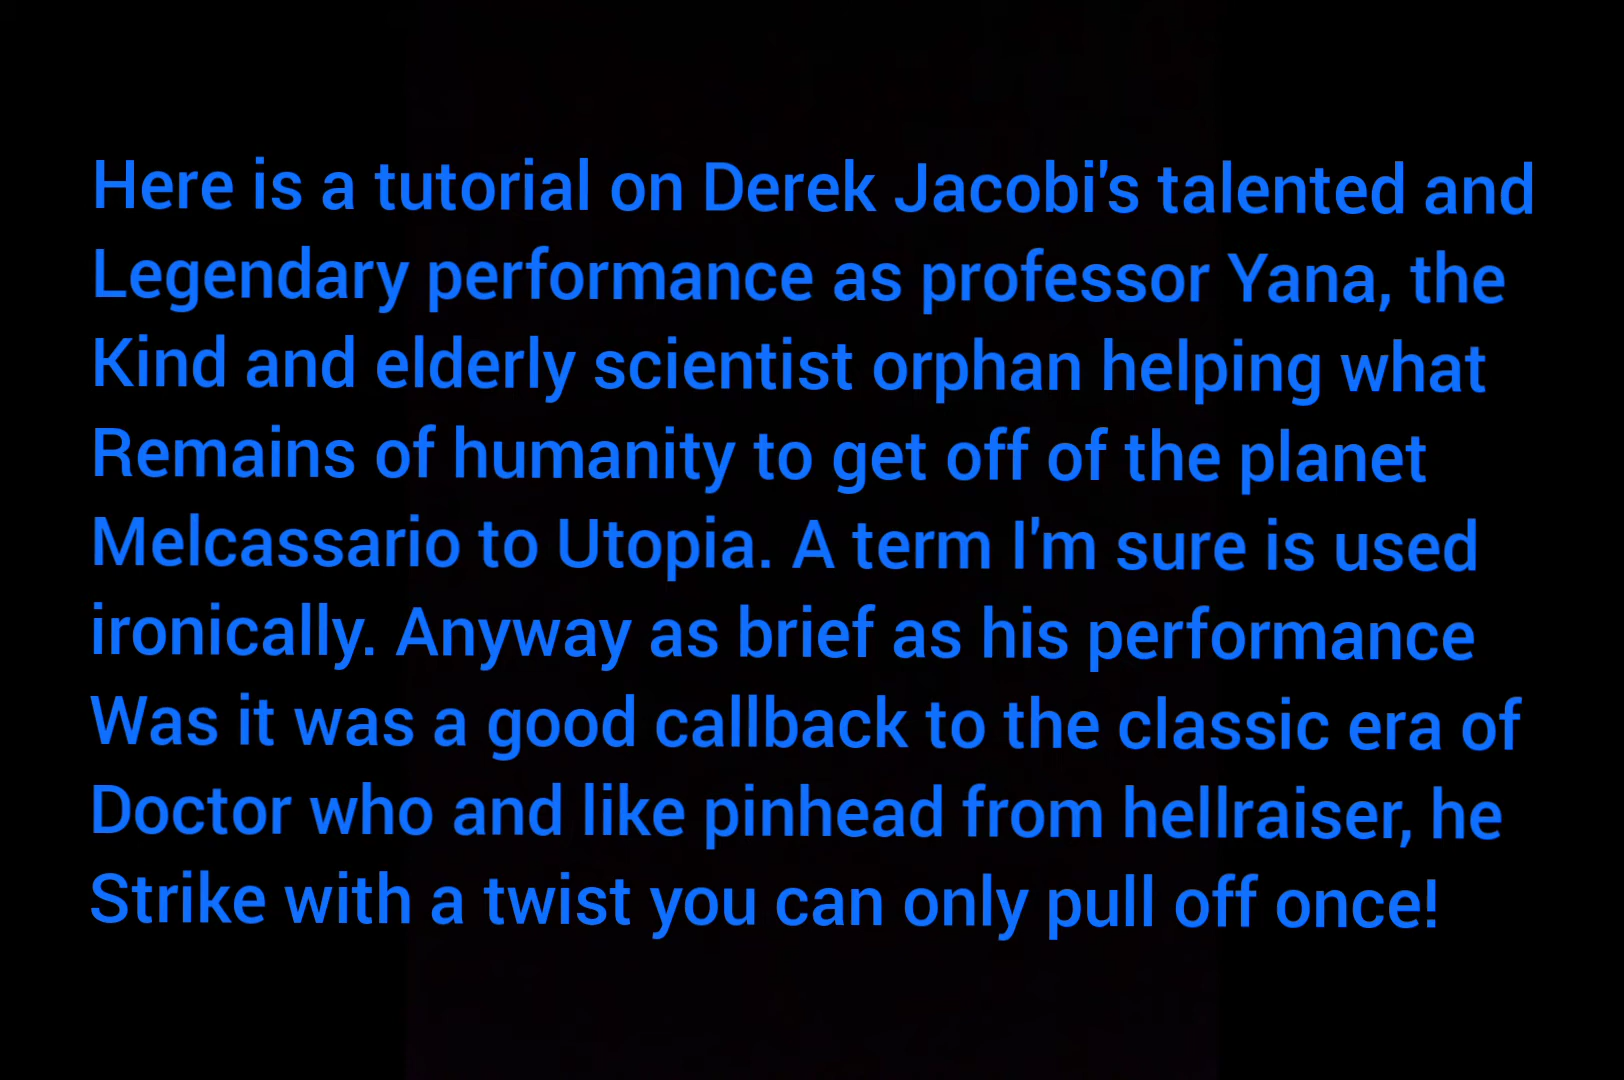 Here is a tutorial on Derek Jacobi's talented and
Legendary performance as professor Yana, the
Kind and elderly scientist orphan helping what
Remains of humanity to get off of the planet
Melcassario to Utopia. A term I'm sure is used
ironically. Anyway as brief as his performance
Was it was a good callback to the classic era of
Doctor who and like pinhead from hellraiser, he
Strike with a twist you can only pull off once!